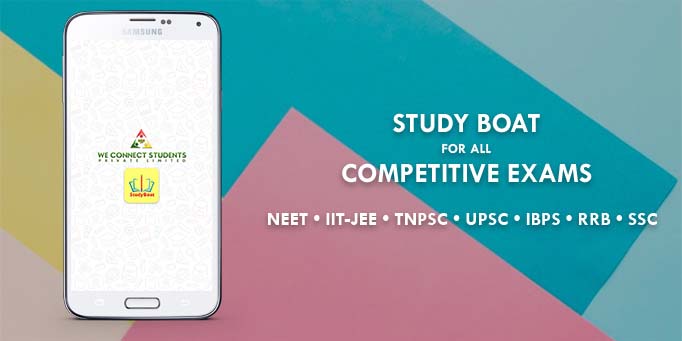 SAMSUNG
WE CONNECT STUDENTS
PRIVATE LIMITED
StudyBoat
STUDY BOAT
FOR ALL
COMPETITIVE EXAMS
NEET • IIT-JEE • TNPSC • UPSC • IBPS • RRB • SSC